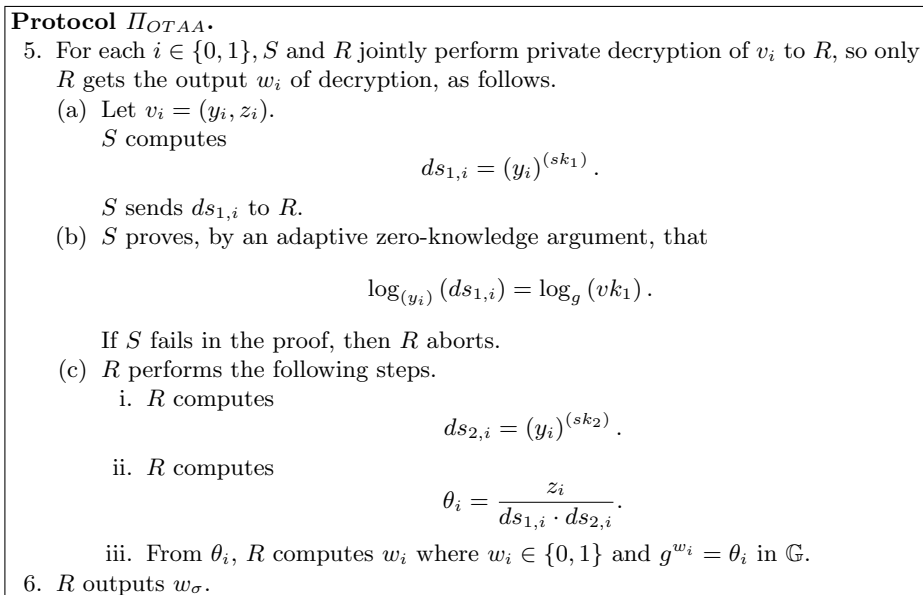 Protocol Π_{OTAA}.
5. For each i ∈ {0, 1}, S and R jointly perform private decryption of v_i to R, so only
R gets the output w_i of decryption, as follows.
(a) Let v_i = (y_i, z_i).
S computes
ds_{1,i} = (y_i)^{(sk_1)} .
S sends ds_{1,i} to R.
(b) S proves, by an adaptive zero-knowledge argument, that
log_{(y_i)} (ds_{1,i}) = log_g (vk_1) .
If S fails in the proof, then R aborts.
(c) R performs the following steps.
i. R computes
ds_{2,i} = (y_i)^{(sk_2)} .
ii. R computes
θ_i = z_i / (ds_{1,i} · ds_{2,i}).
iii. From θ_i, R computes w_i where w_i ∈ {0, 1} and g^{w_i} = θ_i in 𝔾.
6. R outputs w_σ.